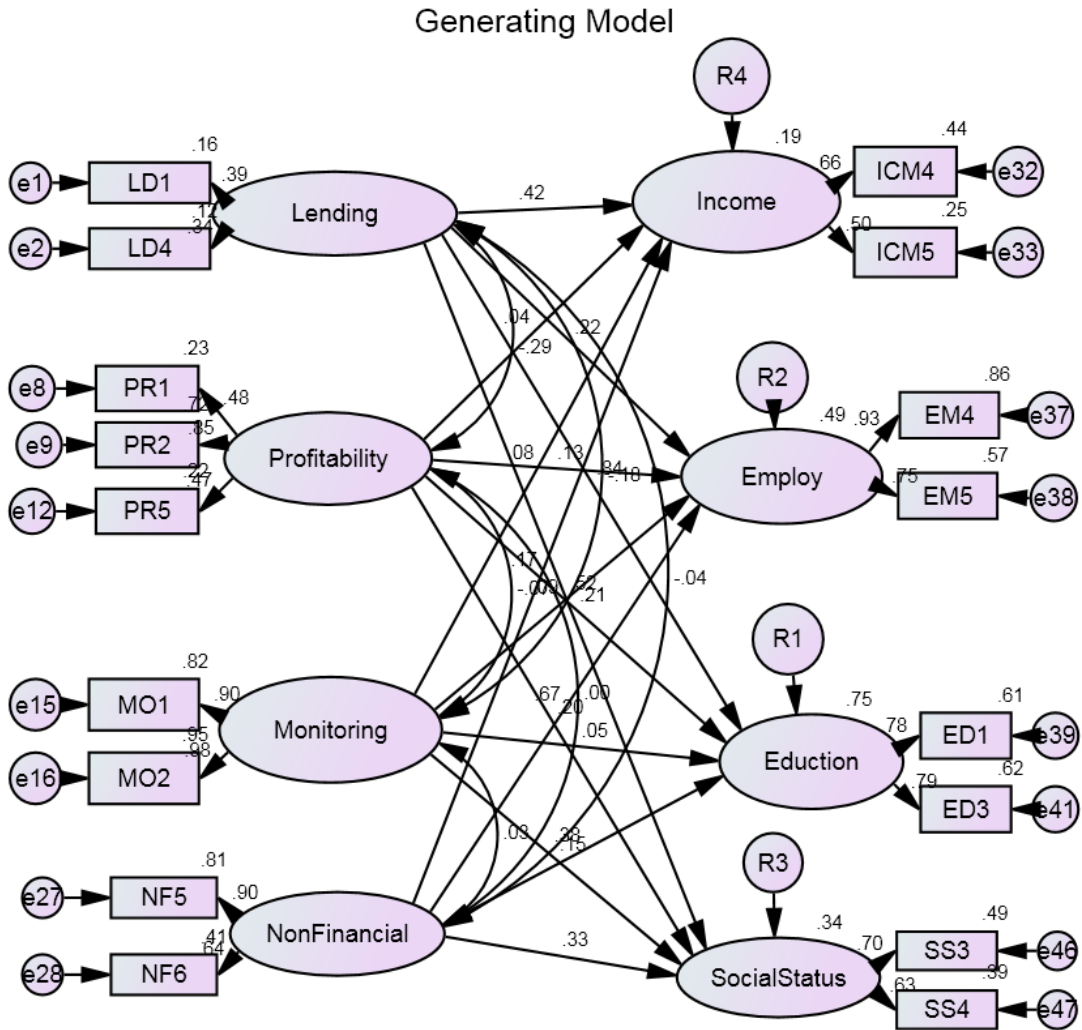 Generating Model
R4
.19
.44
.16
e1
LD1
.39
Lending
.42
Income
.66
ICM4
e32
.12
.34
e2
LD4
.50
.25
ICM5
e33
.04
.22
-.29
.23
R2
.86
e8
PR1
.48
.49
.93
EM4
e37
.72
.85
e9
PR2
Profitability
.08
.13
Employ
.57
.22
.47
.75
-.18
e12
PR5
EM5
e38
.17
-.04
.21
R1
.82
.75
.61
e15
MO1
.90
.67
.00
.20
.78
ED1
e39
Monitoring
.05
Eduction
.95
.98
.62
e16
MO2
.79
ED3
e41
.03
.38
.15
.81
R3
e27
NF5
.90
.34
.49
NonFinancial
.33
.70
SS3
e46
.41
.64
e28
NF6
SocialStatus
.39
.63
SS4
e47